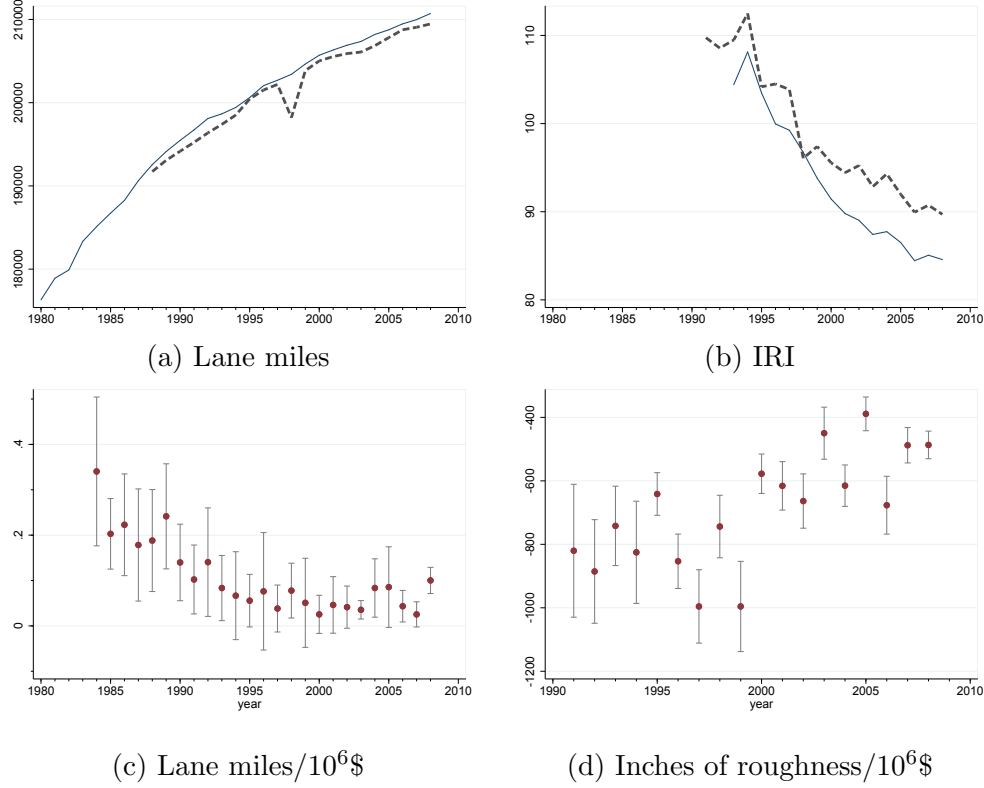 210000
200000
190000
180000
1980 1985 1990 1995 2000 2005 2010
(a) Lane miles
110
100
90
80
1980 1985 1990 1995 2000 2005 2010
(b) IRI
.4
.2
0
1980 1985 1990 1995 2000 2005 2010
year
(c) Lane miles/10⁶$
-400
-600
-800
-1000
-1200
1990 1995 2000 2005 2010
year
(d) Inches of roughness/10⁶$